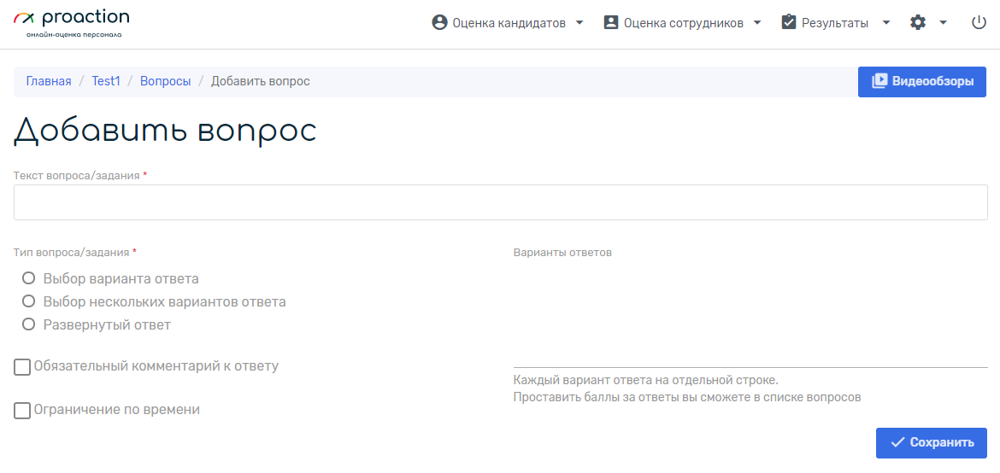 proaction
онлайн-оценка персонала
Оценка кандидатов
Оценка сотрудников
Результаты
Главная / Test1 / Вопросы / Добавить вопрос
Видеообзоры
Добавить вопрос
Текст вопроса/задания *
Тип вопроса/задания *
Выбор варианта ответа
Выбор нескольких вариантов ответа
Развернутый ответ
Обязательный комментарий к ответу
Ограничение по времени
Варианты ответов
Каждый вариант ответа на отдельной строке.
Проставить баллы за ответы вы сможете в списке вопросов
Сохранить